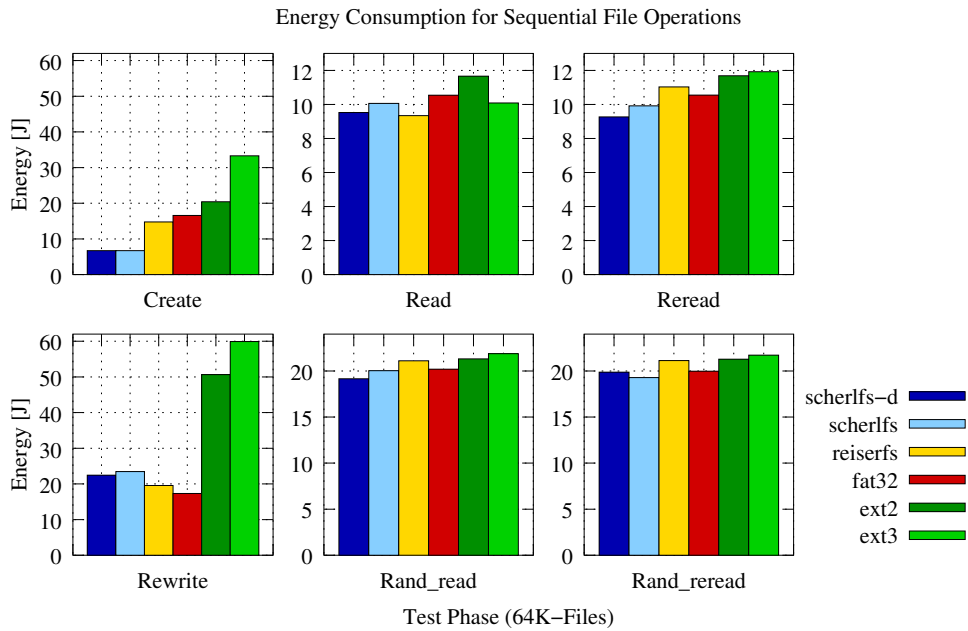 Energy Consumption for Sequential File Operations
Energy [J]
60
50
40
30
20
10
0
Create
12
10
8
6
4
2
0
Read
12
10
8
6
4
2
0
Reread
Energy [J]
60
50
40
30
20
10
0
Rewrite
20
15
10
5
0
Rand_read
20
15
10
5
0
Rand_reread
scherlfs−d
scherlfs
reiserfs
fat32
ext2
ext3
Test Phase (64K−Files)